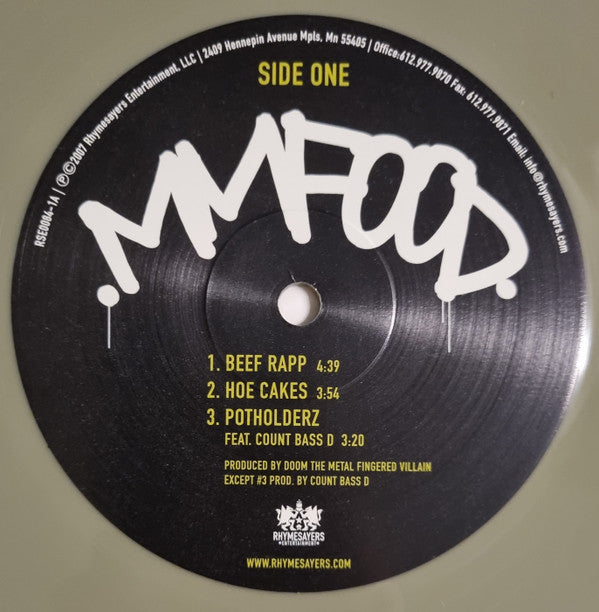 RSE0084-1A | ℗©2007 Rhymesayers Entertainment, LLC | 2409 Hennepin Avenue Mpls, Mn 55405 | Office:612.977.9870 Fax: 612.977.9871 Email: info@rhymesayers.com
SIDE ONE
.MMFOOD.
1. BEEF RAPP 4:39
2. HOE CAKES 3:54
3. POTHOLDERZ
FEAT. COUNT BASS D 3:20
PRODUCED BY DOOM THE METAL FINGERED VILLAIN
EXCEPT #3 PROD. BY COUNT BASS D
RHYMESAYERS
ENTERTAINMENT
WWW.RHYMESAYERS.COM